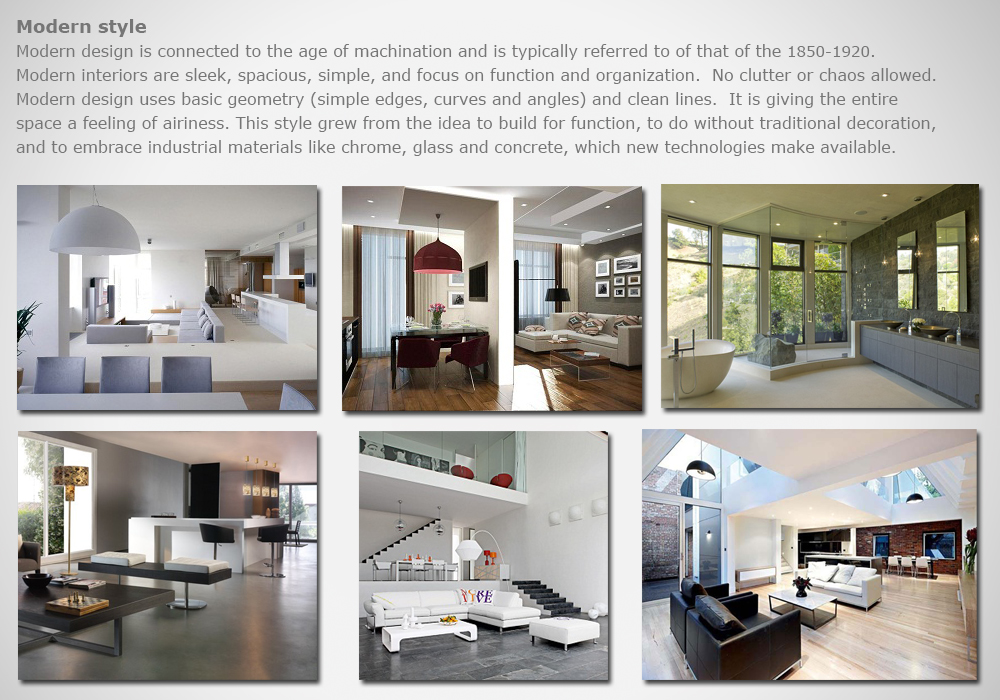 Modern style
Modern design is connected to the age of machination and is typically referred to of that of the 1850-1920.
Modern interiors are sleek, spacious, simple, and focus on function and organization.  No clutter or chaos allowed.
Modern design uses basic geometry (simple edges, curves and angles) and clean lines.  It is giving the entire
space a feeling of airiness. This style grew from the idea to build for function, to do without traditional decoration,
and to embrace industrial materials like chrome, glass and concrete, which new technologies make available.